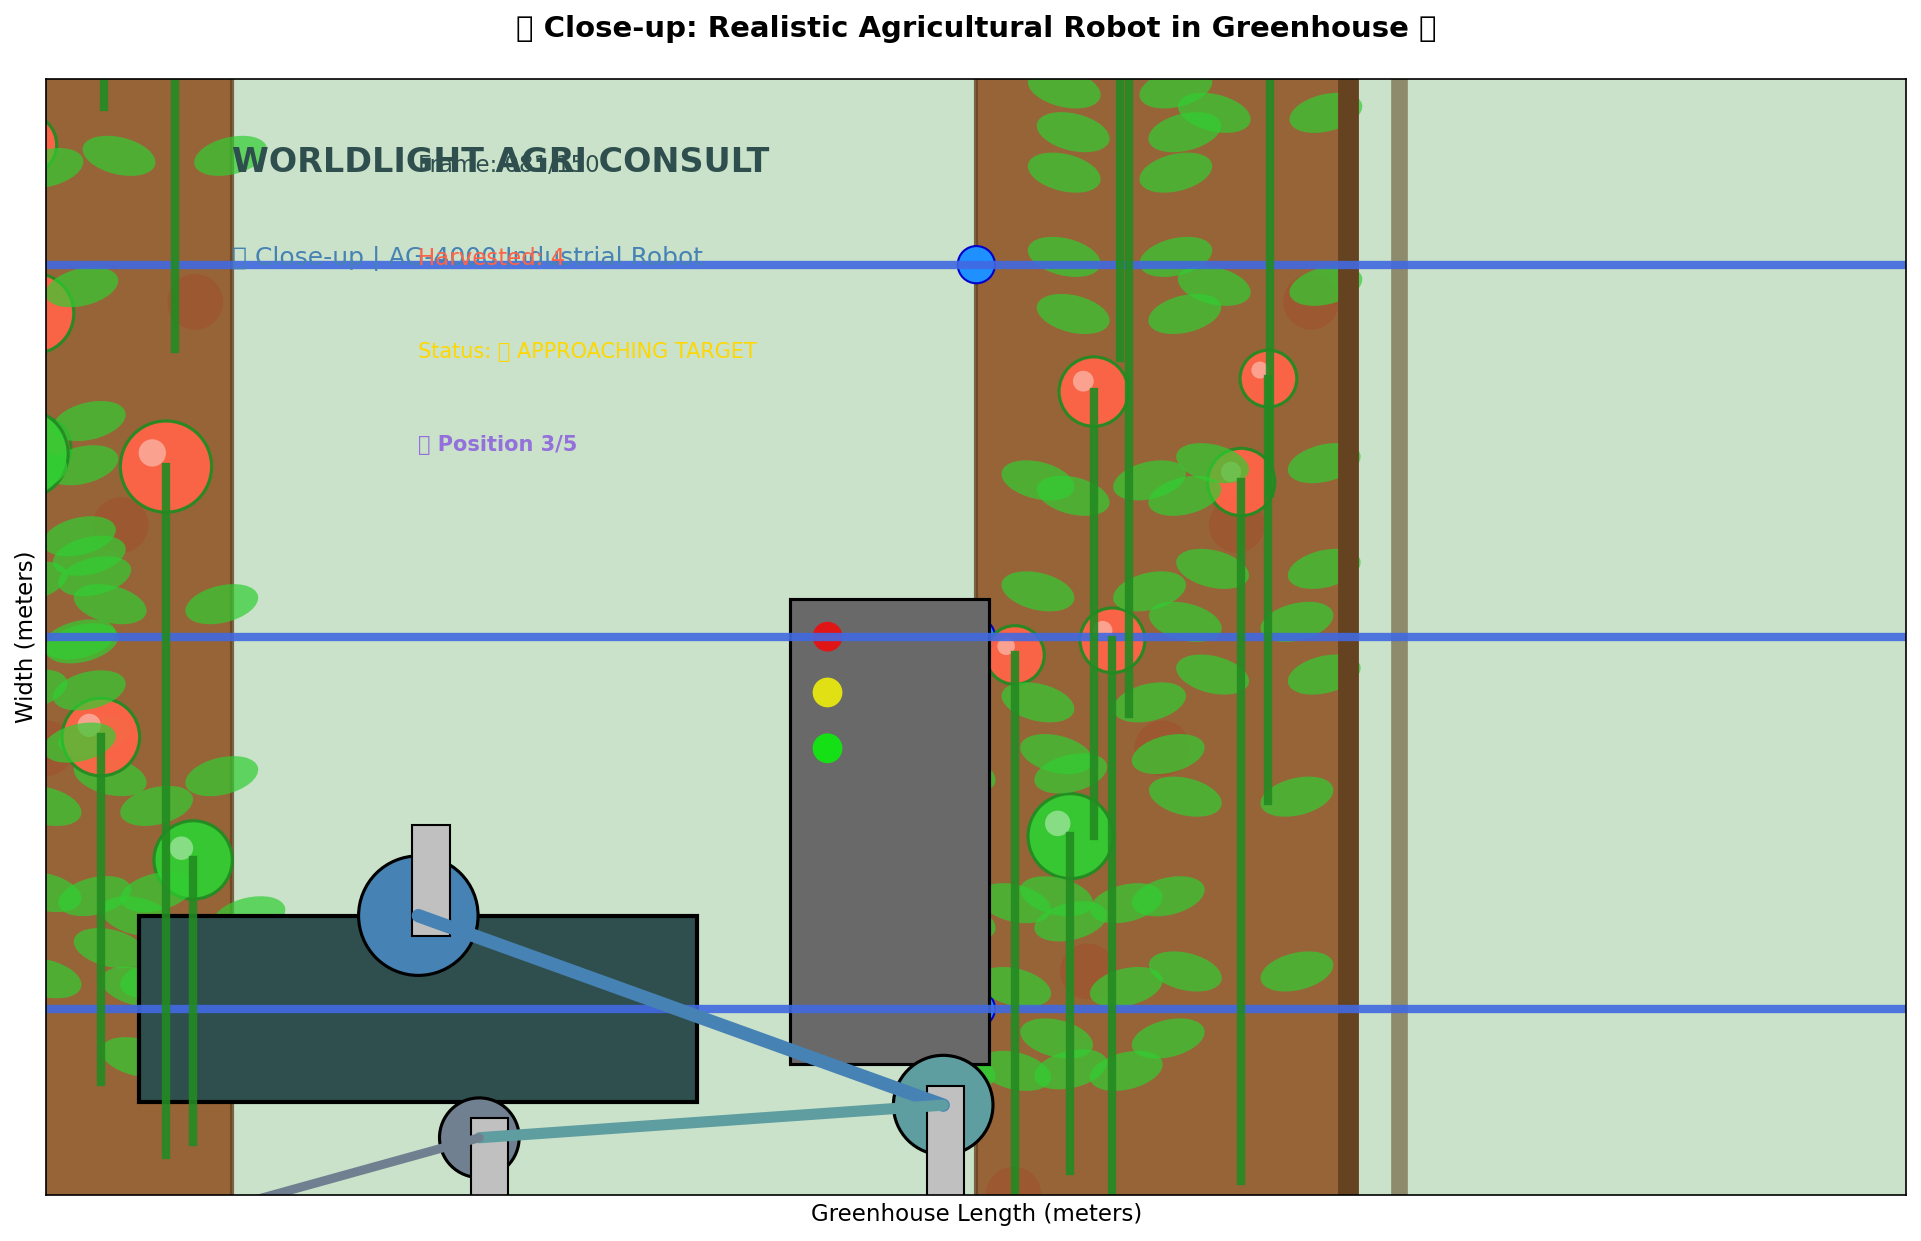 Close-up: Realistic Agricultural Robot in Greenhouse
WORLDLIGHT AGRI CONSULT
Frame: 081/150
Close-up | AG-4000 Industrial Robot
Harvested: 4
Status: APPROACHING TARGET
Position 3/5
Width (meters)
Greenhouse Length (meters)